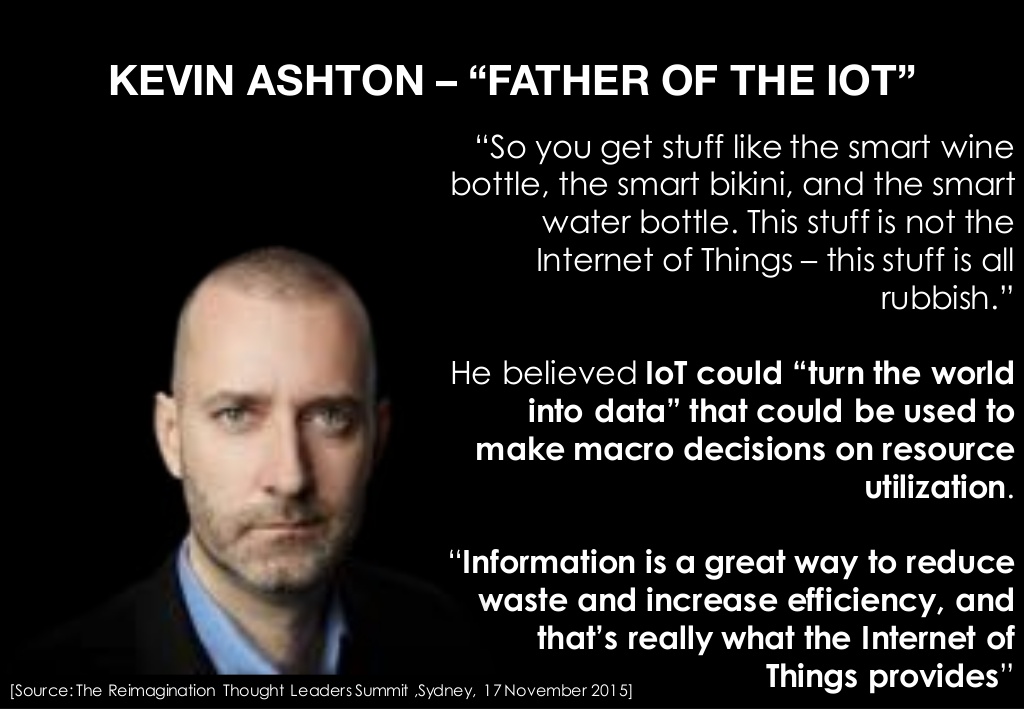 KEVIN ASHTON – “FATHER OF THE IOT”
“So you get stuff like the smart wine
bottle, the smart bikini, and the smart
water bottle. This stuff is not the
Internet of Things – this stuff is all
rubbish.”
He believed IoT could “turn the world
into data” that could be used to
make macro decisions on resource
utilization.
“Information is a great way to reduce
waste and increase efficiency, and
that’s really what the Internet of
Things provides”
[Source: The Reimagination Thought Leaders Summit ,Sydney, 17 November 2015]